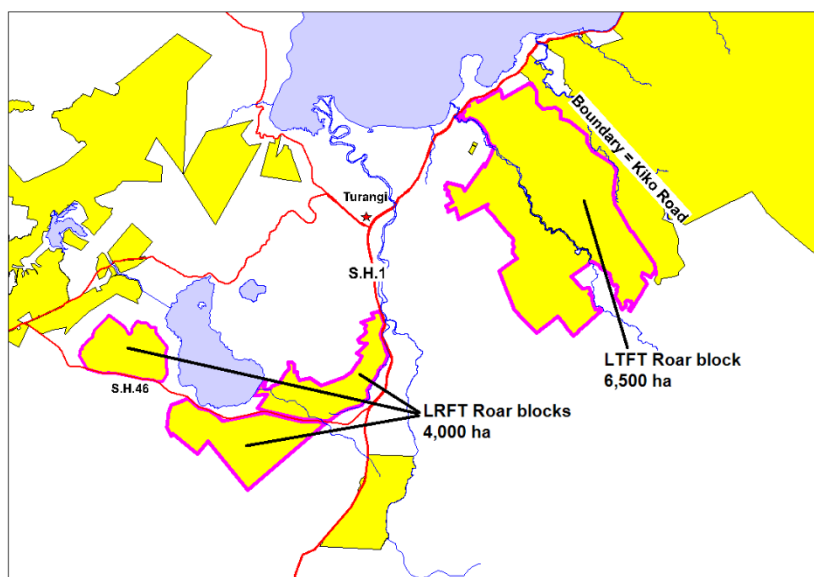 Boundary = Kiko Road
Turangi
S.H.1
LTFT Roar block
6,500 ha
S.H.46
LRFT Roar blocks
4,000 ha